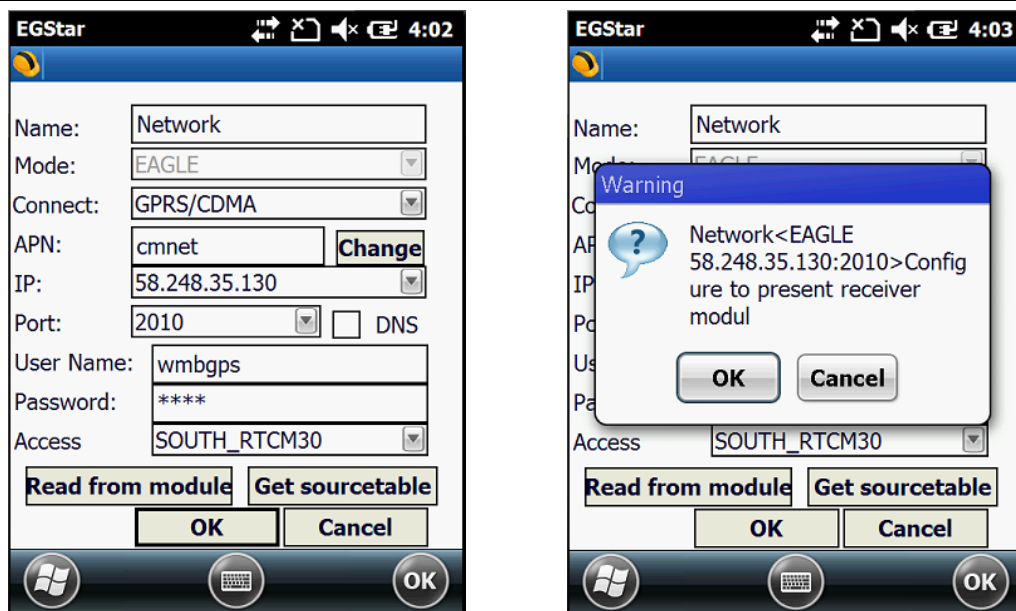 EGStar 4:02
Name: Network
Mode: EAGLE
Connect: GPRS/CDMA
APN: cmnet Change
IP: 58.248.35.130
Port: 2010 DNS
User Name: wmbgps
Password: ****
Access SOUTH_RTCM30
Read from module Get sourcetable
OK Cancel
OK
EGStar 4:03
Name: Network
Warning
Network<EAGLE
58.248.35.130:2010>Config
ure to present receiver
modul
OK Cancel
Access SOUTH_RTCM30
Read from module Get sourcetable
OK Cancel
OK